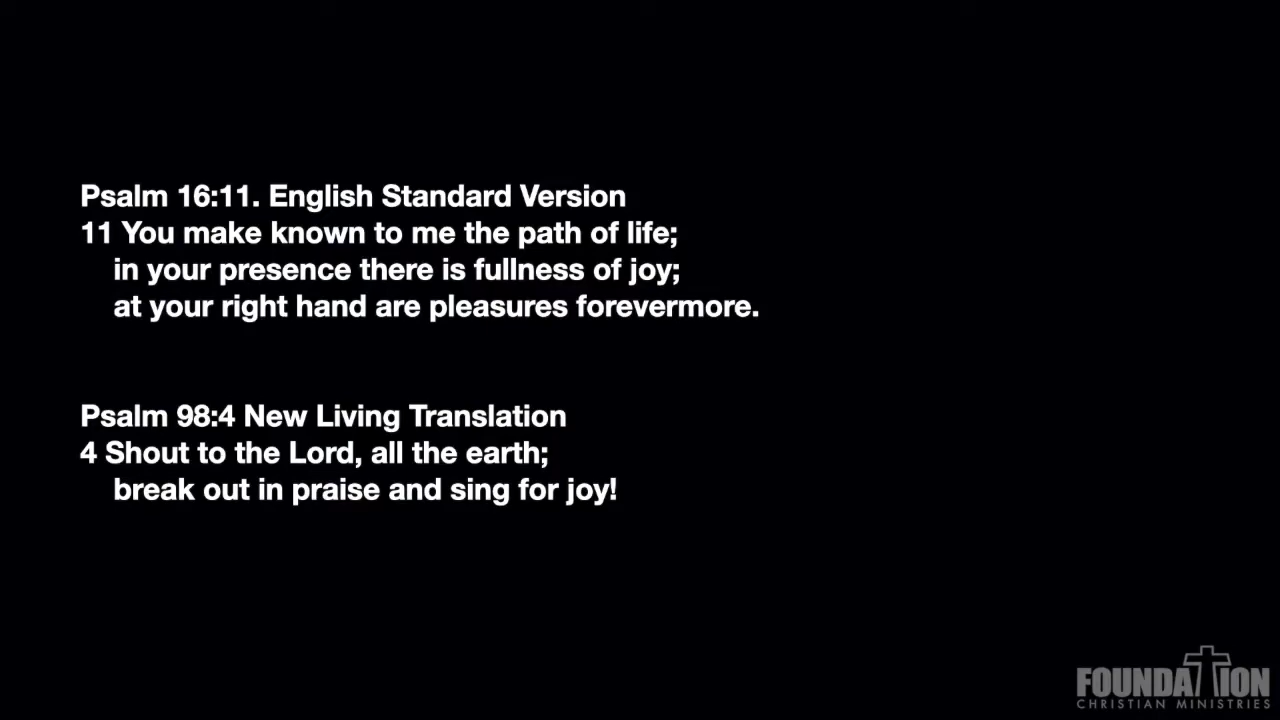 Psalm 16:11. English Standard Version
11 You make known to me the path of life;
in your presence there is fullness of joy;
at your right hand are pleasures forevermore.
Psalm 98:4 New Living Translation
4 Shout to the Lord, all the earth;
break out in praise and sing for joy!
FOUNDATION
CHRISTIAN MINISTRIES